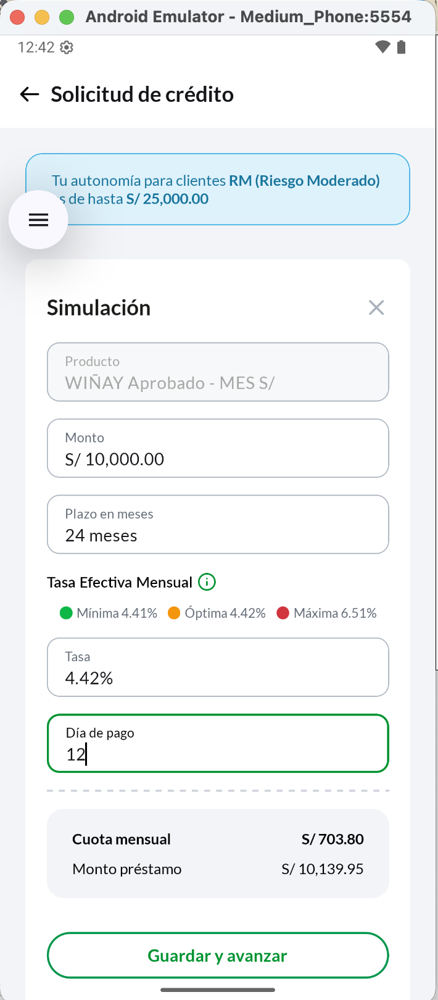 Android Emulator - Medium_Phone:5554
12:42
Solicitud de crédito
Tu autonomía para clientes RM (Riesgo Moderado)
s de hasta S/ 25,000.00
Simulación
Producto
WIÑAY Aprobado - MES S/
Monto
S/ 10,000.00
Plazo en meses
24 meses
Tasa Efectiva Mensual
Mínima 4.41% Óptima 4.42% Máxima 6.51%
Tasa
4.42%
Día de pago
12
Cuota mensual S/ 703.80
Monto préstamo S/ 10,139.95
Guardar y avanzar